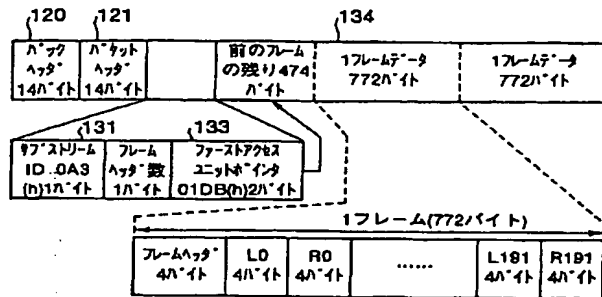 120
121
134
パック
ヘッダ
14バイト
パケット
ヘッダ
14バイト
前のフレーム
の残り474
バイト
1フレームデータ
772バイト
1フレームデータ
772バイト
131
133
サブストリーム
ID..0A3
(h)1バイト
フレーム
ヘッダ数
1バイト
ファーストアクセス
ユニットポインタ
01DB(h)2バイト
1フレーム(772バイト)
フレームヘッダ
4バイト
L0
4バイト
R0
4バイト
……
L191
4バイト
R191
4バイト